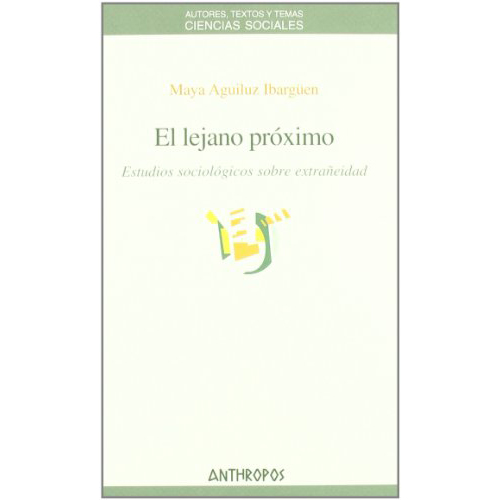 AUTORES, TEXTOS Y TEMAS
CIENCIAS SOCIALES
Maya Aguiluz Ibargüen
El lejano próximo
Estudios sociológicos sobre extrañeidad
ANTHROPOS